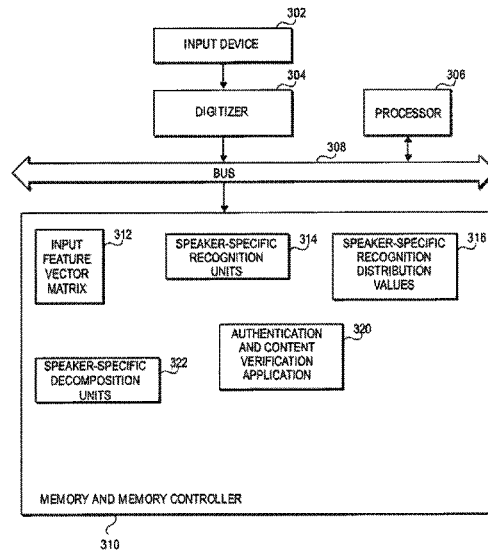 302
INPUT DEVICE
304
DIGITIZER
306
PROCESSOR
308
BUS
312
INPUT
FEATURE
VECTOR
MATRIX
314
SPEAKER-SPECIFIC
RECOGNITION
UNITS
316
SPEAKER-SPECIFIC
RECOGNITION
DISTRIBUTION
VALUES
320
AUTHENTICATION
AND CONTENT
VERIFICATION
APPLICATION
322
SPEAKER-SPECIFIC
DECOMPOSITION
UNITS
MEMORY AND MEMORY CONTROLLER
310